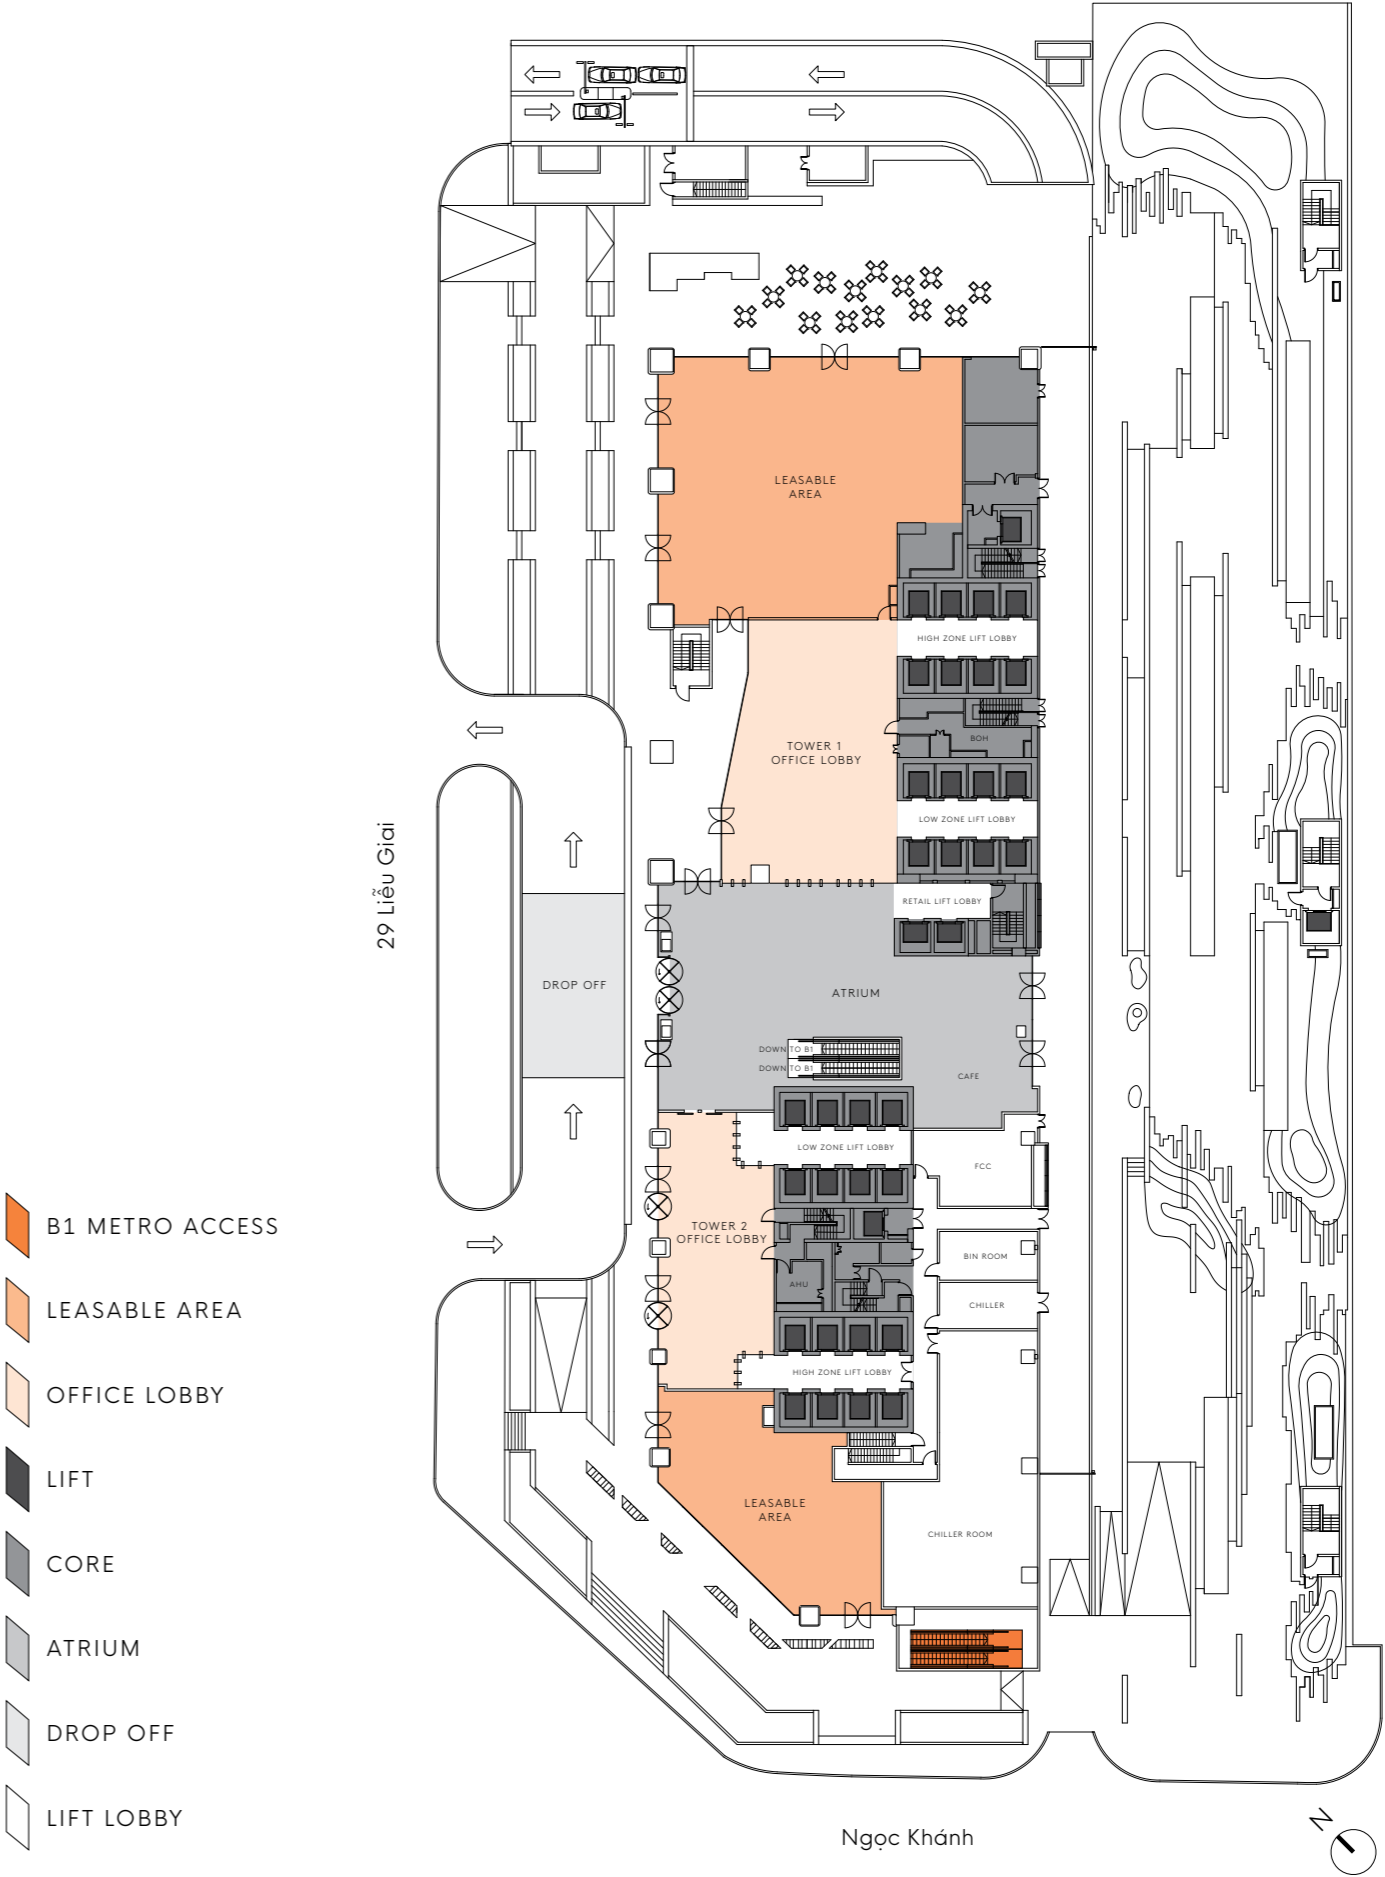 LEASABLE
AREA
HIGH ZONE LIFT LOBBY
TOWER 1
OFFICE LOBBY
BOH
LOW ZONE LIFT LOBBY
RETAIL LIFT LOBBY
29 Liễu Giai
DROP OFF
ATRIUM
DOWN TO B1
DOWN TO B1
CAFE
LOW ZONE LIFT LOBBY
FCC
TOWER 2
OFFICE LOBBY
BIN ROOM
AHU
CHILLER
HIGH ZONE LIFT LOBBY
LEASABLE
AREA
CHILLER ROOM
B1 METRO ACCESS
LEASABLE AREA
OFFICE LOBBY
LIFT
CORE
ATRIUM
DROP OFF
LIFT LOBBY
Ngọc Khánh
N